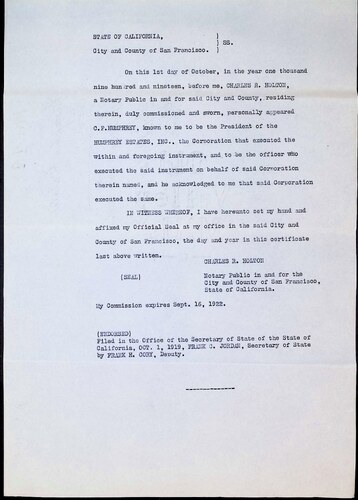 STATE OF CALIFORNIA, )
) SS.
City and County of San Francisco. )
On this 1st day of October, in the year one thousand
nine hundred and nineteen, before me, CHARLES R. HOLTON,
a Notary Public in and for said City and County, residing
therein, duly commissioned and sworn, personally appeared
C.P.HUMPHREY, known to me to be the President of the
HUMPHREY ESTATES, INC., the Corporation that executed the
within and foregoing instrument, and to be the officer who
executed the said instrument on behalf of said Corporation
therein named, and he acknowledged to me that said Corporation
executed the same.
IN WITNESS WHEREOF, I have hereunto set my hand and
affixed my Official Seal at my office in the said City and
County of San Francisco, the day and year in this certificate
last above written.
CHARLES R. HOLTON
(SEAL) Notary Public in and for the
City and County of San Francisco,
State of California.
My Commission expires Sept. 16, 1922.
(ENDORSED)
Filed in the Office of the Secretary of State of the State of
California, OCT. 1, 1919, FRANK C. JORDAN, Secretary of State
by FRANK H. CORY, Deputy.